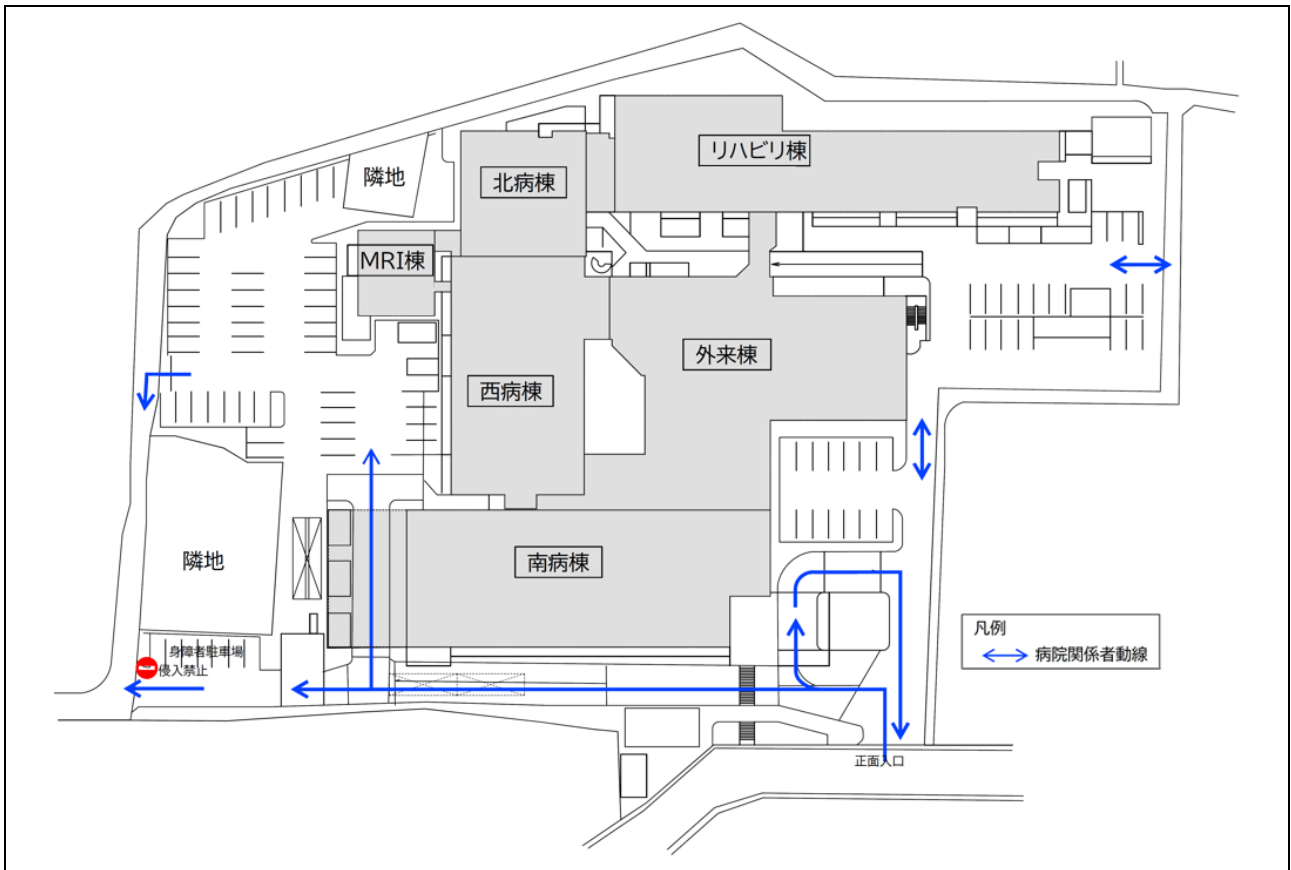 リハビリ棟
隣地
北病棟
MRI棟
外来棟
西病棟
隣地
南病棟
凡例
病院関係者動線
身障者駐車場
侵入禁止
正面入口